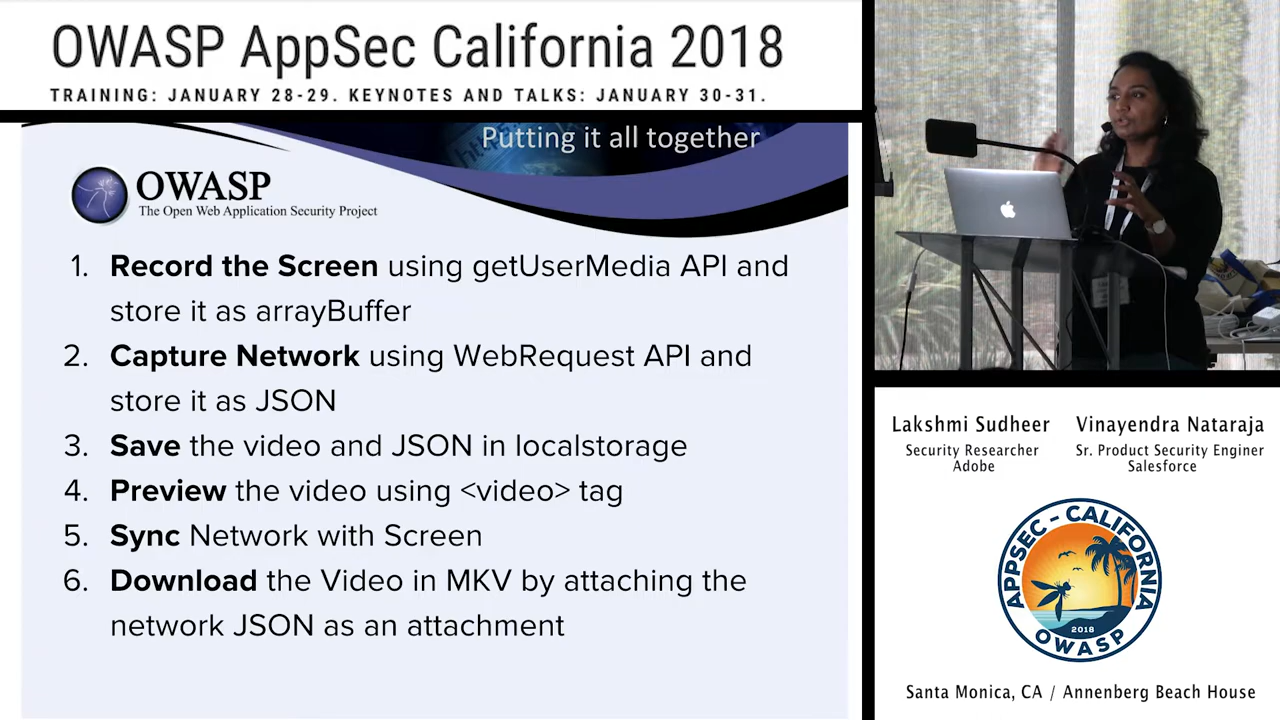 OWASP AppSec California 2018
TRAINING: JANUARY 28-29. KEYNOTES AND TALKS: JANUARY 30-31.
Putting it all together
OWASP
The Open Web Application Security Project
1. Record the Screen using getUserMedia API and
store it as arrayBuffer
2. Capture Network using WebRequest API and
store it as JSON
3. Save the video and JSON in localstorage
4. Preview the video using <video> tag
5. Sync Network with Screen
6. Download the Video in MKV by attaching the
network JSON as an attachment
Lakshmi Sudheer
Security Researcher
Adobe
Vinayendra Nataraja
Sr. Product Security Enginer
Salesforce
APPSEC - CALIFORNIA
2018
OWASP
Santa Monica, CA / Annenberg Beach House